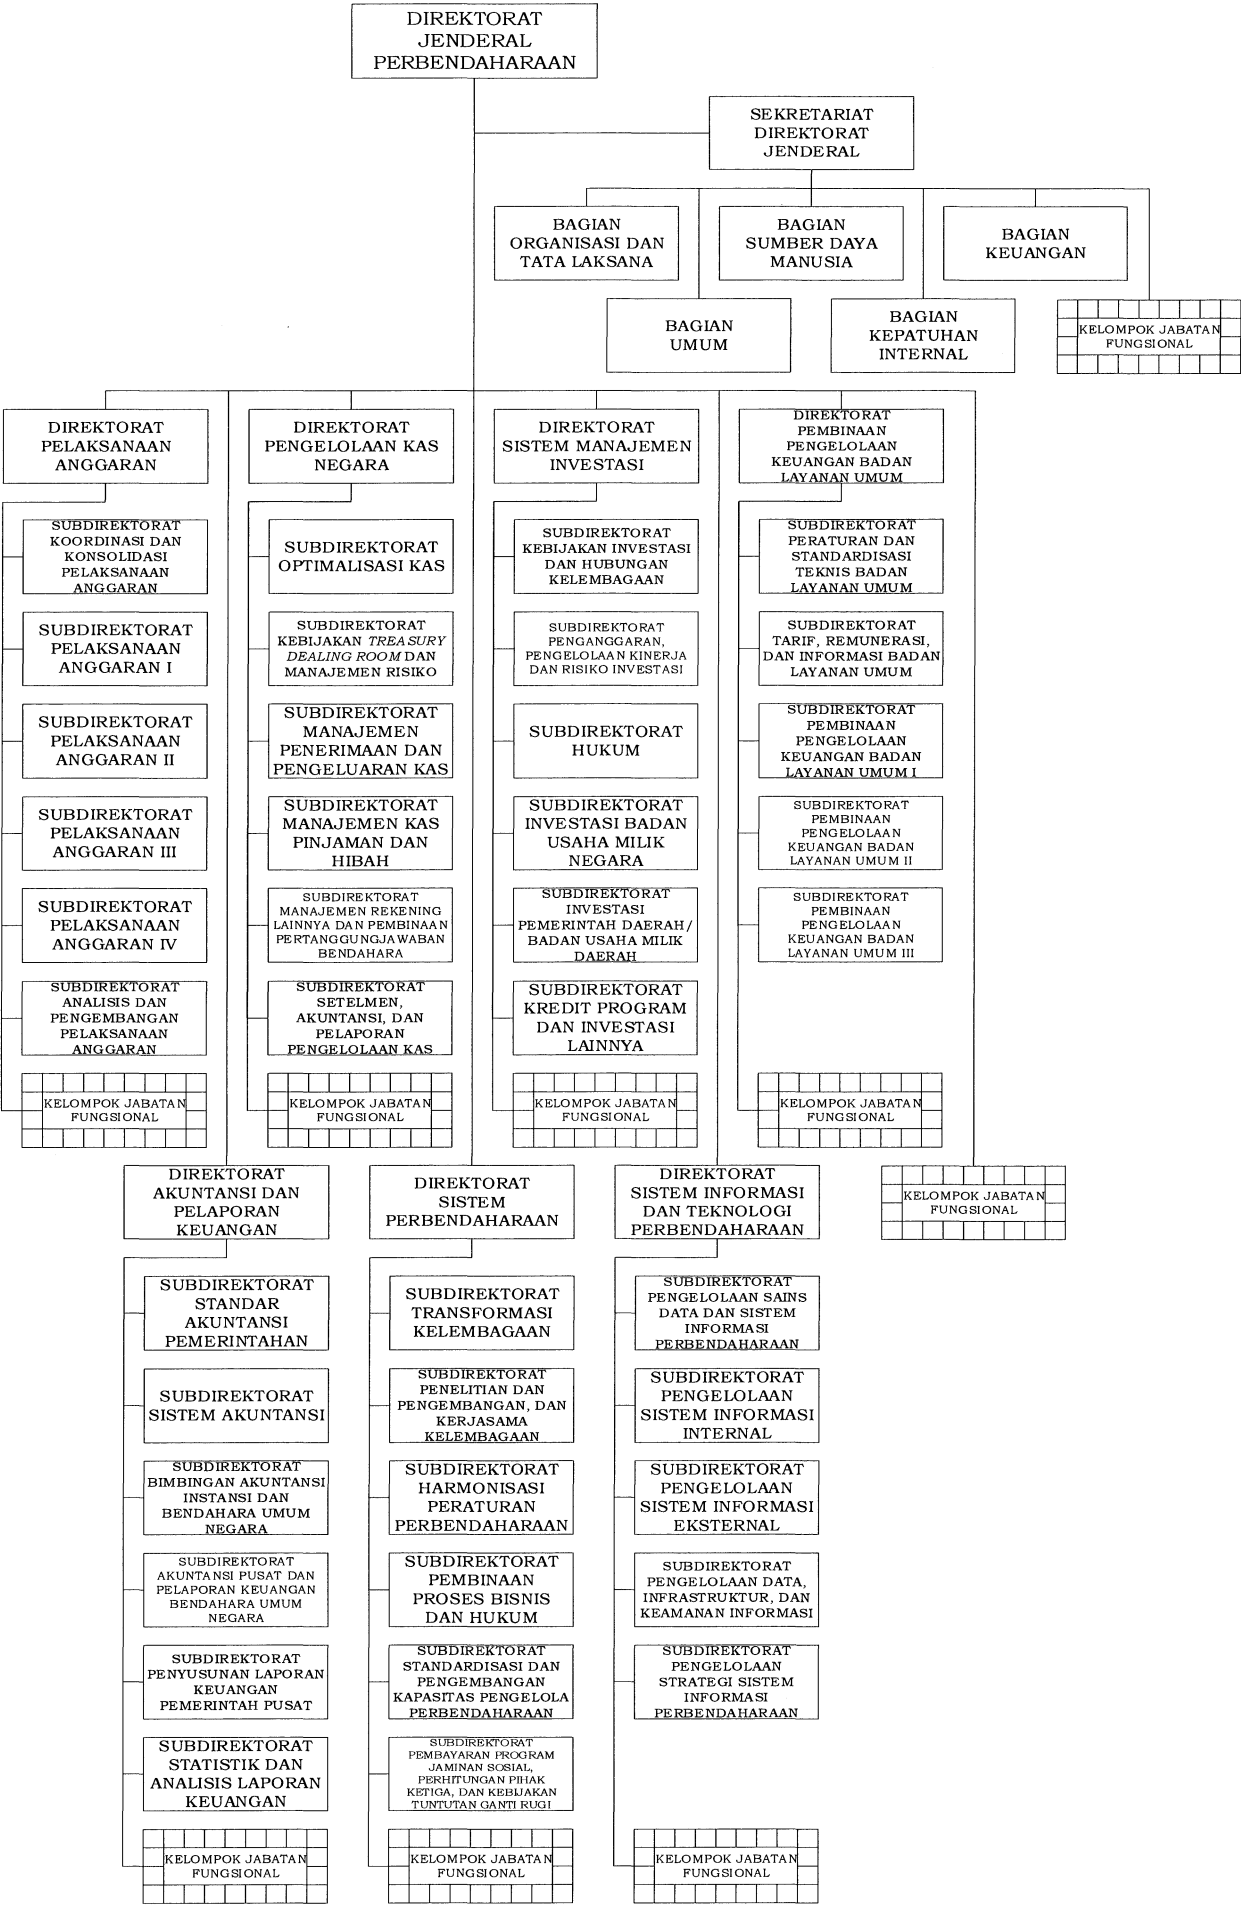 DIREKTORAT
JENDERAL
PERBENDAHARAAN
SEKRETARIAT
DIREKTORAT
JENDERAL
BAGIAN
ORGANISASI DAN
TATA LAKSANA
BAGIAN
SUMBER DAYA
MANUSIA
BAGIAN
KEUANGAN
BAGIAN
UMUM
BAGIAN
KEPATUHAN
INTERNAL
KELOMPOK JABATAN
FUNGSIONAL
DIREKTORAT
PELAKSANAAN
ANGGARAN
SUBDIREKTORAT
KOORDINASI DAN
KONSOLIDASI
PELAKSANAAN
ANGGARAN
SUBDIREKTORAT
PELAKSANAAN
ANGGARAN I
SUBDIREKTORAT
PELAKSANAAN
ANGGARAN II
SUBDIREKTORAT
PELAKSANAAN
ANGGARAN III
SUBDIREKTORAT
PELAKSANAAN
ANGGARAN IV
SUBDIREKTORAT
ANALISIS DAN
PENGEMBANGAN
PELAKSANAAN
ANGGARAN
KELOMPOK JABATAN
FUNGSIONAL
DIREKTORAT
PENGELOLAAN KAS
NEGARA
SUBDIREKTORAT
OPTIMALISASI KAS
SUBDIREKTORAT
KEBIJAKAN TREASURY
DEALING ROOM DAN
MANAJEMEN RISIKO
SUBDIREKTORAT
MANAJEMEN
PENERIMAAN DAN
PENGELUARAN KAS
SUBDIREKTORAT
MANAJEMEN KAS
PINJAMAN DAN
HIBAH
SUBDIREKTORAT
MANAJEMEN REKENING
LAINNYA DAN PEMBINAAN
PERTANGGUNGJAWABAN
BENDAHARA
SUBDIREKTORAT
SETELMEN,
AKUNTANSI, DAN
PELAPORAN
PENGELOLAAN KAS
KELOMPOK JABATAN
FUNGSIONAL
DIREKTORAT
SISTEM MANAJEMEN
INVESTASI
SUBDIREKTORAT
KEBIJAKAN INVESTASI
DAN HUBUNGAN
KELEMBAGAAN
SUBDIREKTORAT
PENGANGGARAN,
PENGELOLAAN KINERJA
DAN RISIKO INVESTASI
SUBDIREKTORAT
HUKUM
SUBDIREKTORAT
INVESTASI BADAN
USAHA MILIK
NEGARA
SUBDIREKTORAT
INVESTASI
PEMERINTAH DAERAH/
BADAN USAHA MILIK
DAERAH
SUBDIREKTORAT
KREDIT PROGRAM
DAN INVESTASI
LAINNYA
KELOMPOK JABATAN
FUNGSIONAL
DIREKTORAT
PEMBINAAN
PENGELOLAAN
KEUANGAN BADAN
LAYANAN UMUM
SUBDIREKTORAT
PERATURAN DAN
STANDARDISASI
TEKNIS BADAN
LAYANAN UMUM
SUBDIREKTORAT
TARIF, REMUNERASI,
DAN INFORMASI BADAN
LAYANAN UMUM
SUBDIREKTORAT
PEMBINAAN
PENGELOLAAN
KEUANGAN BADAN
LAYANAN UMUM I
SUBDIREKTORAT
PEMBINAAN
PENGELOLAAN
KEUANGAN BADAN
LAYANAN UMUM II
SUBDIREKTORAT
PEMBINAAN
PENGELOLAAN
KEUANGAN BADAN
LAYANAN UMUM III
KELOMPOK JABATAN
FUNGSIONAL
DIREKTORAT
AKUNTANSI DAN
PELAPORAN
KEUANGAN
SUBDIREKTORAT
STANDAR
AKUNTANSI
PEMERINTAHAN
SUBDIREKTORAT
SISTEM AKUNTANSI
SUBDIREKTORAT
BIMBINGAN AKUNTANSI
INSTANSI DAN
BENDAHARA UMUM
NEGARA
SUBDIREKTORAT
AKUNTANSI PUSAT DAN
PELAPORAN KEUANGAN
BENDAHARA UMUM
NEGARA
SUBDIREKTORAT
PENYUSUNAN LAPORAN
KEUANGAN
PEMERINTAH PUSAT
SUBDIREKTORAT
STATISTIK DAN
ANALISIS LAPORAN
KEUANGAN
KELOMPOK JABATAN
FUNGSIONAL
DIREKTORAT
SISTEM
PERBENDAHARAAN
SUBDIREKTORAT
TRANSFORMASI
KELEMBAGAAN
SUBDIREKTORAT
PENELITIAN DAN
PENGEMBANGAN, DAN
KERJASAMA
KELEMBAGAAN
SUBDIREKTORAT
HARMONISASI
PERATURAN
PERBENDAHARAAN
SUBDIREKTORAT
PEMBINAAN
PROSES BISNIS
DAN HUKUM
SUBDIREKTORAT
STANDARDISASI DAN
PENGEMBANGAN
KAPASITAS PENGELOLA
PERBENDAHARAAN
SUBDIREKTORAT
PEMBAYARAN PROGRAM
JAMINAN SOSIAL,
PERHITUNGAN PIHAK
KETIGA, DAN KEBIJAKAN
TUNTUTAN GANTI RUGI
KELOMPOK JABATAN
FUNGSIONAL
DIREKTORAT
SISTEM INFORMASI
DAN TEKNOLOGI
PERBENDAHARAAN
SUBDIREKTORAT
PENGELOLAAN SAINS
DATA DAN SISTEM
INFORMASI
PERBENDAHARAAN
SUBDIREKTORAT
PENGELOLAAN
SISTEM INFORMASI
INTERNAL
SUBDIREKTORAT
PENGELOLAAN
SISTEM INFORMASI
EKSTERNAL
SUBDIREKTORAT
PENGELOLAAN DATA,
INFRASTRUKTUR, DAN
KEAMANAN INFORMASI
SUBDIREKTORAT
PENGELOLAAN
STRATEGI SISTEM
INFORMASI
PERBENDAHARAAN
KELOMPOK JABATAN
FUNGSIONAL
KELOMPOK JABATAN
FUNGSIONAL